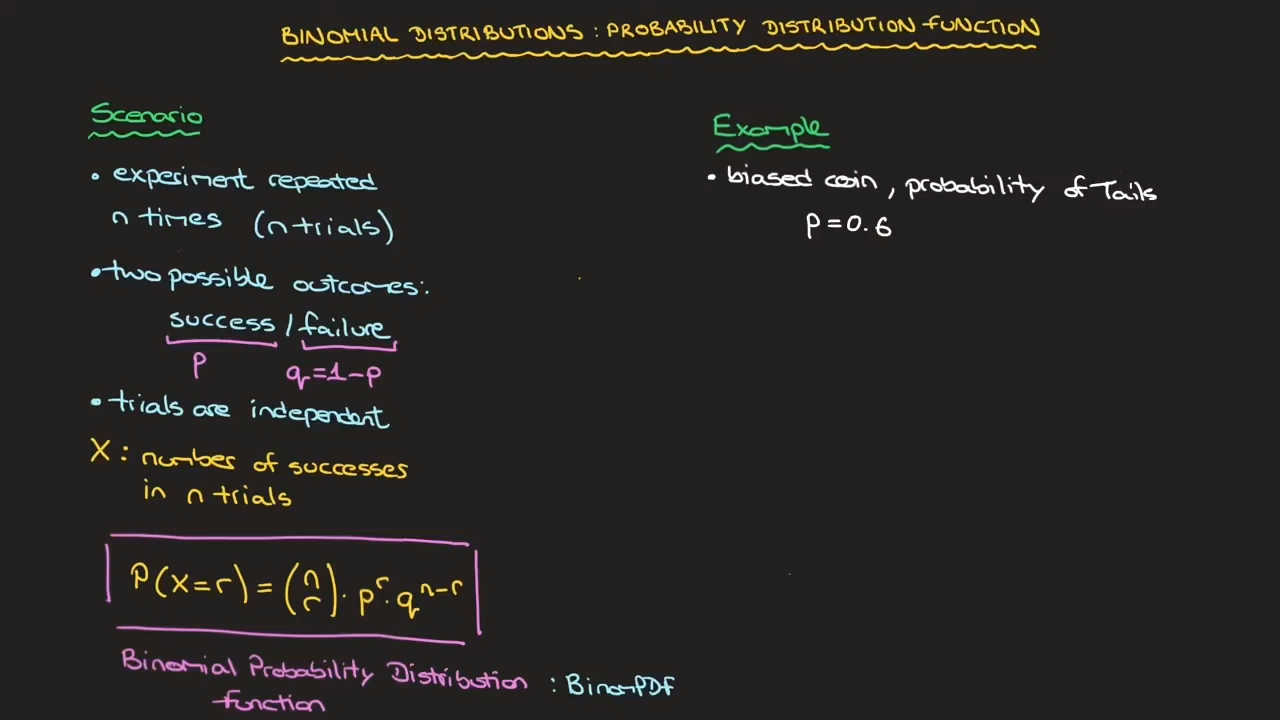 BINOMIAL DISTRIBUTIONS : PROBABILITY DISTRIBUTION FUNCTION
Scenario
• experiment repeated
n times (n trials)
• two possible outcomes:
success / failure
p q = 1 - p
• trials are independent
X : number of successes
in n trials
P(X = r) = (n r) · p^r · q^{n-r}
Binomial Probability Distribution : BinomPDf
function
Example
• biased coin, probability of Tails
p = 0.6